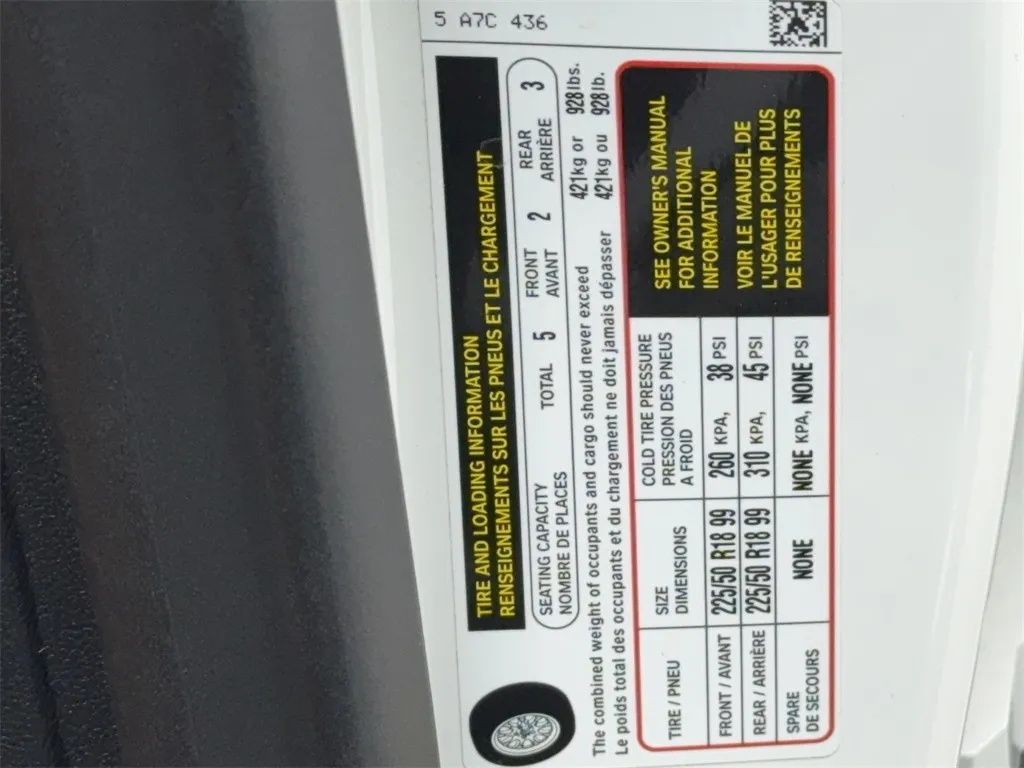 5 A7C 436
TIRE AND LOADING INFORMATION
RENSEIGNEMENTS SUR LES PNEUS ET LE CHARGEMENT
SEATING CAPACITY TOTAL 5 FRONT 2 REAR 3
NOMBRE DE PLACES AVANT ARRIÈRE
The combined weight of occupants and cargo should never exceed 421kg or 928lbs.
Le poids total des occupants et du chargement ne doit jamais dépasser 421kg ou 928lb.
TIRE / PNEU SIZE DIMENSIONS COLD TIRE PRESSURE PRESSION DES PNEUS A FROID
FRONT / AVANT 225/50 R18 99 260 KPA, 38 PSI
REAR / ARRIÈRE 225/50 R18 99 310 KPA, 45 PSI
SPARE DE SECOURS NONE NONE KPA, NONE PSI
SEE OWNER'S MANUAL
FOR ADDITIONAL
INFORMATION
VOIR LE MANUEL DE
L'USAGER POUR PLUS
DE RENSEIGNEMENTS